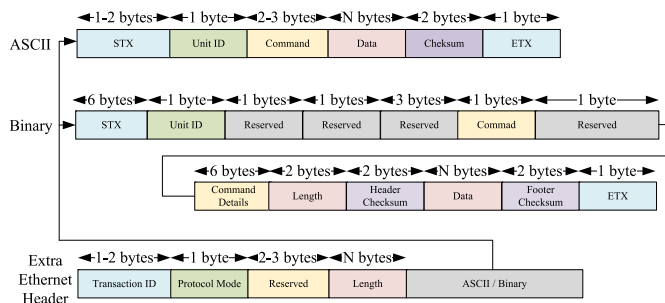 1-2 bytes 1 byte 2-3 bytes N bytes 2 bytes 1 byte
ASCII STX Unit ID Command Data Cheksum ETX
6 bytes 1 byte 1 bytes 1 bytes 3 bytes 1 bytes 1 byte
Binary STX Unit ID Reserved Reserved Reserved Commad Reserved
6 bytes 2 bytes 2 bytes N bytes 2 bytes 1 byte
Command Details Length Header Checksum Data Footer Checksum ETX
1-2 bytes 1 byte 2-3 bytes N bytes
Extra Ethernet Header Transaction ID Protocol Mode Reserved Length ASCII / Binary